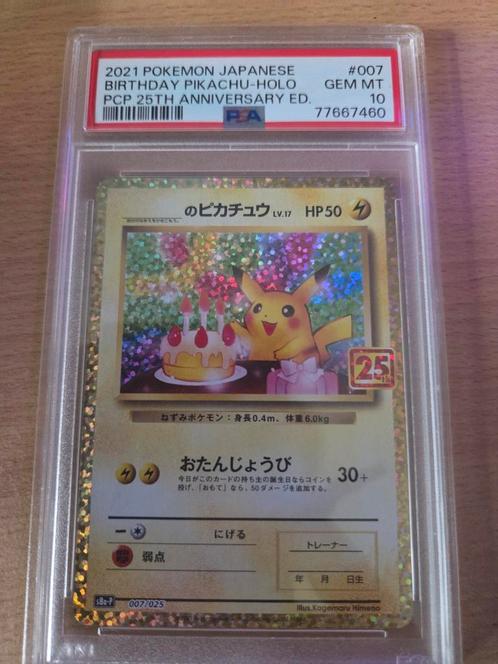 2021 POKEMON JAPANESE #007
BIRTHDAY PIKACHU-HOLO GEM MT
PCP 25TH ANNIVERSARY ED. 10
PSA 77667460
のピカチュウ LV.17 HP50
25th
ねずみポケモン：身長0.4m、体重6.0kg
おたんじょうび 30+
今日がこのカードの持ち主の誕生日ならコインを
投げ、「おもて」なら、50ダメージを追加する。
にげる
弱点
トレーナー
年 月 日生
s8a-P 007/025 Illus. Kagemaru Himeno